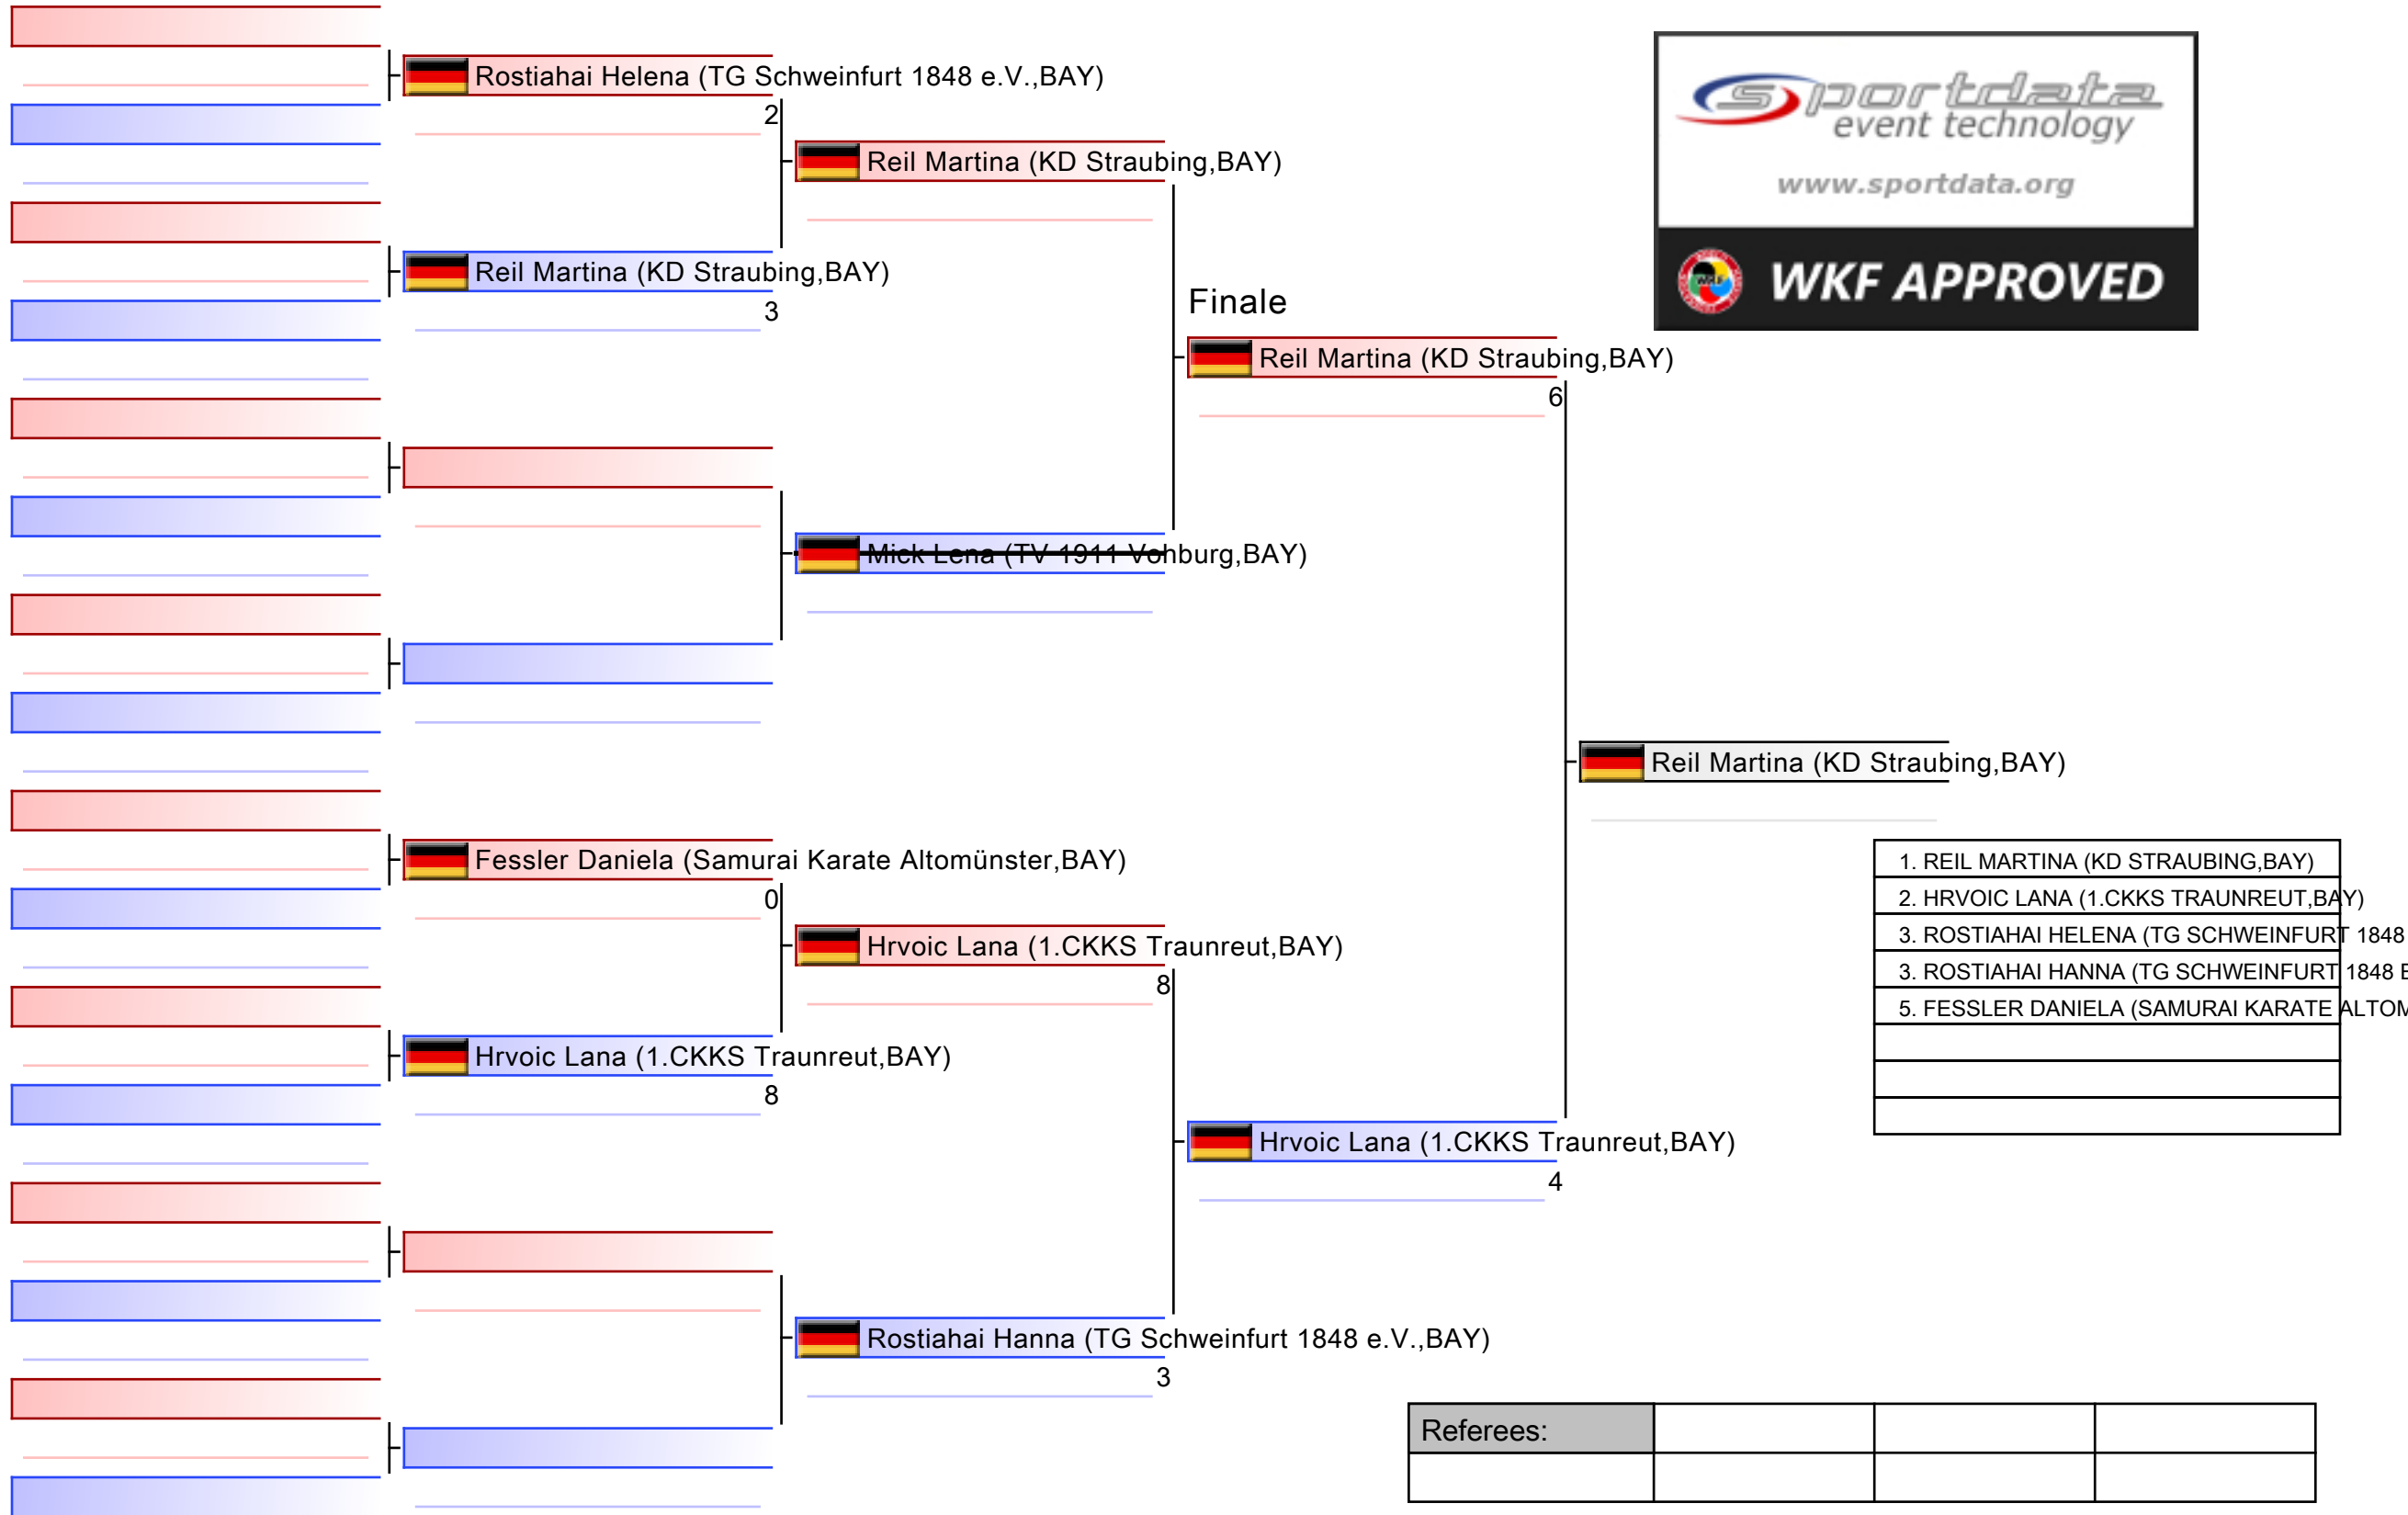 Rostiahai Helena (TG Schweinfurt 1848 e.V.,BAY)
2
Reil Martina (KD Straubing,BAY)
Reil Martina (KD Straubing,BAY)
3
Finale
Reil Martina (KD Straubing,BAY)
6
Mick Lena (TV 1911 Vohburg,BAY)
Reil Martina (KD Straubing,BAY)
Fessler Daniela (Samurai Karate Altomünster,BAY)
0
Hrvoic Lana (1.CKKS Traunreut,BAY)
8
Hrvoic Lana (1.CKKS Traunreut,BAY)
8
Hrvoic Lana (1.CKKS Traunreut,BAY)
4
Rostiahai Hanna (TG Schweinfurt 1848 e.V.,BAY)
3
sportdata
event technology
www.sportdata.org
WKF
WKF APPROVED
1. REIL MARTINA (KD STRAUBING,BAY)
2. HRVOIC LANA (1.CKKS TRAUNREUT,BAY)
3. ROSTIAHAI HELENA (TG SCHWEINFURT 1848
3. ROSTIAHAI HANNA (TG SCHWEINFURT 1848 E
5. FESSLER DANIELA (SAMURAI KARATE ALTOM
Referees: